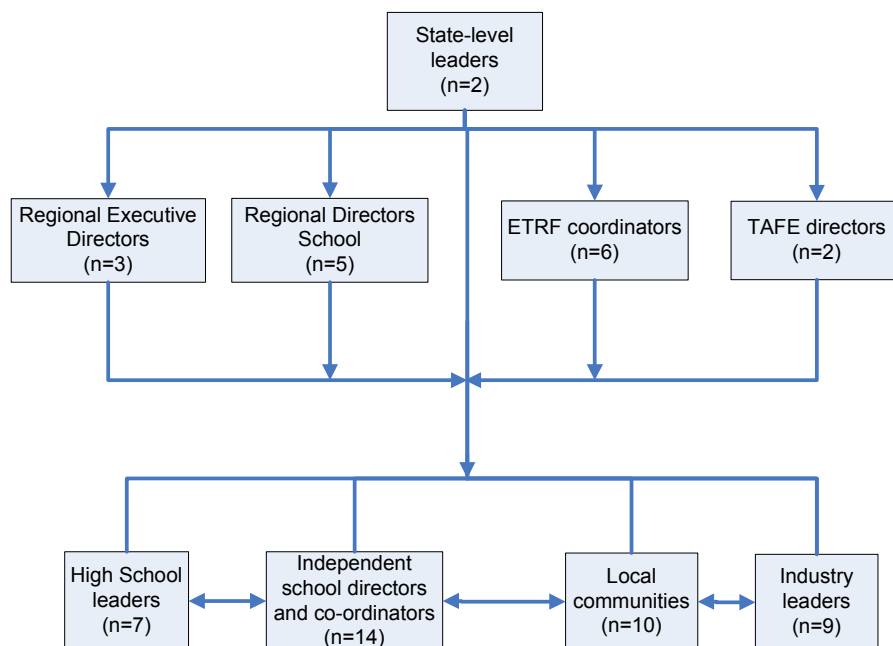 State-level
leaders
(n=2)
Regional Executive
Directors
(n=3)
Regional Directors
School
(n=5)
ETRF coordinators
(n=6)
TAFE directors
(n=2)
High School
leaders
(n=7)
Independent
school directors
and co-ordinators
(n=14)
Local
communities
(n=10)
Industry
leaders
(n=9)